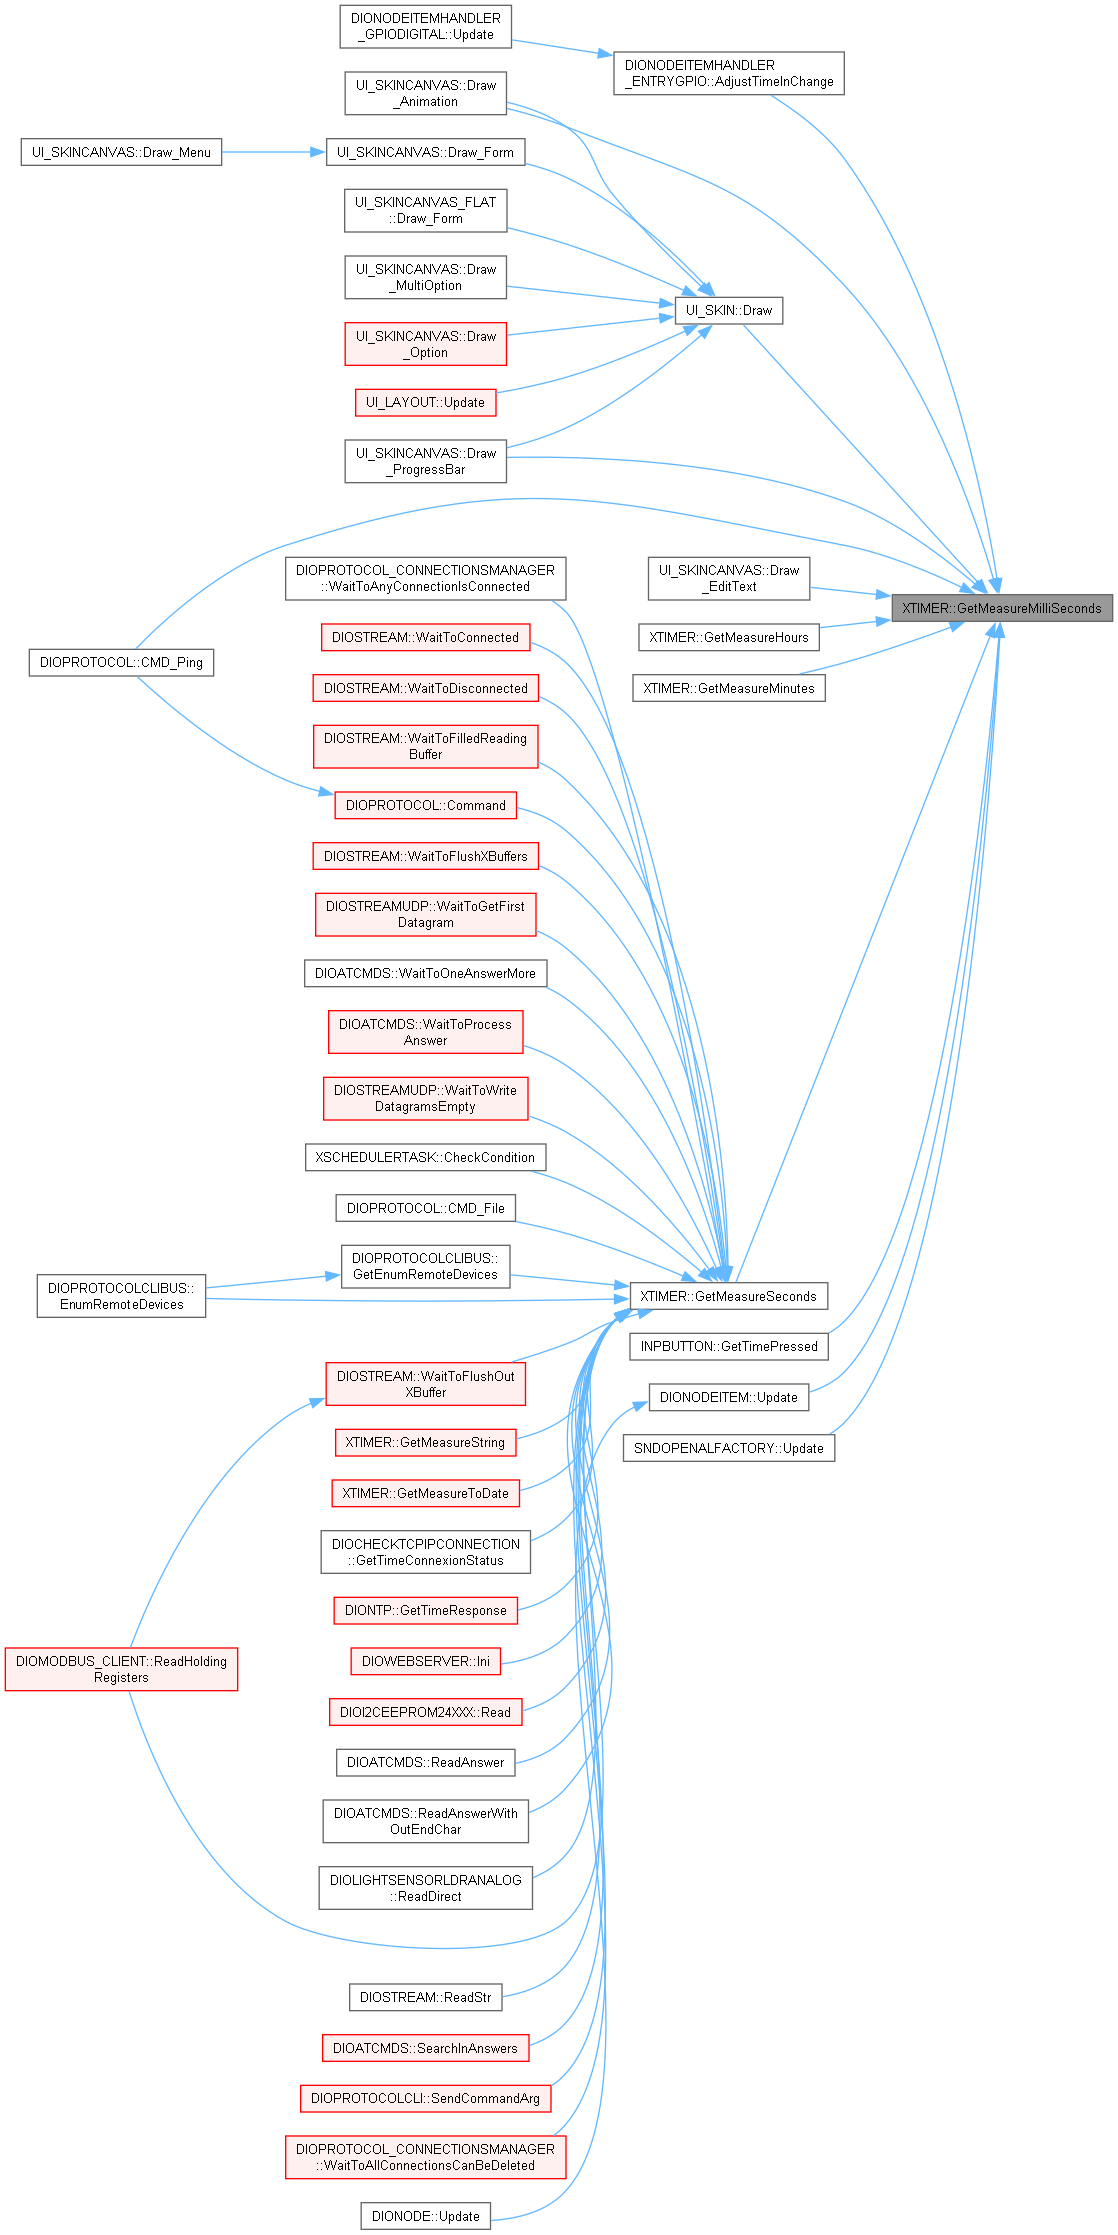 DIONODEITEMHANDLER
_GPIODIGITAL::Update
DIONODEITEMHANDLER
_ENTRYGPIO::AdjustTimeInChange
UI_SKINCANVAS::Draw
_Animation
UI_SKINCANVAS::Draw_Menu
UI_SKINCANVAS::Draw_Form
UI_SKINCANVAS_FLAT
::Draw_Form
UI_SKINCANVAS::Draw
_MultiOption
UI_SKIN::Draw
UI_SKINCANVAS::Draw
_Option
UI_LAYOUT::Update
UI_SKINCANVAS::Draw
_ProgressBar
DIOPROTOCOL_CONNECTIONSMANAGER
::WaitToAnyConnectionIsConnected
UI_SKINCANVAS::Draw
_EditText
XTIMER::GetMeasureMilliSeconds
DIOSTREAM::WaitToConnected
XTIMER::GetMeasureHours
DIOPROTOCOL::CMD_Ping
DIOSTREAM::WaitToDisconnected
XTIMER::GetMeasureMinutes
DIOSTREAM::WaitToFilledReading
Buffer
DIOPROTOCOL::Command
DIOSTREAM::WaitToFlushXBuffers
DIOSTREAMUDP::WaitToGetFirst
Datagram
DIOATCMDS::WaitToOneAnswerMore
DIOATCMDS::WaitToProcess
Answer
DIOSTREAMUDP::WaitToWrite
DatagramsEmpty
XSCHEDULERTASK::CheckCondition
DIOPROTOCOL::CMD_File
DIOPROTOCOLCLIBUS::
GetEnumRemoteDevices
DIOPROTOCOLCLIBUS::
EnumRemoteDevices
XTIMER::GetMeasureSeconds
INPBUTTON::GetTimePressed
DIOSTREAM::WaitToFlushOut
XBuffer
DIONODEITEM::Update
XTIMER::GetMeasureString
SNDOPENALFACTORY::Update
XTIMER::GetMeasureToDate
DIOCHECKTCPIPCONNECTION
::GetTimeConnexionStatus
DIONTP::GetTimeResponse
DIOMODBUS_CLIENT::ReadHolding
Registers
DIOWEBSERVER::Ini
DIOI2CEEPROM24XXX::Read
DIOATCMDS::ReadAnswer
DIOATCMDS::ReadAnswerWith
OutEndChar
DIOLIGHTSENSORLDRANALOG
::ReadDirect
DIOSTREAM::ReadStr
DIOATCMDS::SearchInAnswers
DIOPROTOCOLCLI::SendCommandArg
DIOPROTOCOL_CONNECTIONSMANAGER
::WaitToAllConnectionsCanBeDeleted
DIONODE::Update